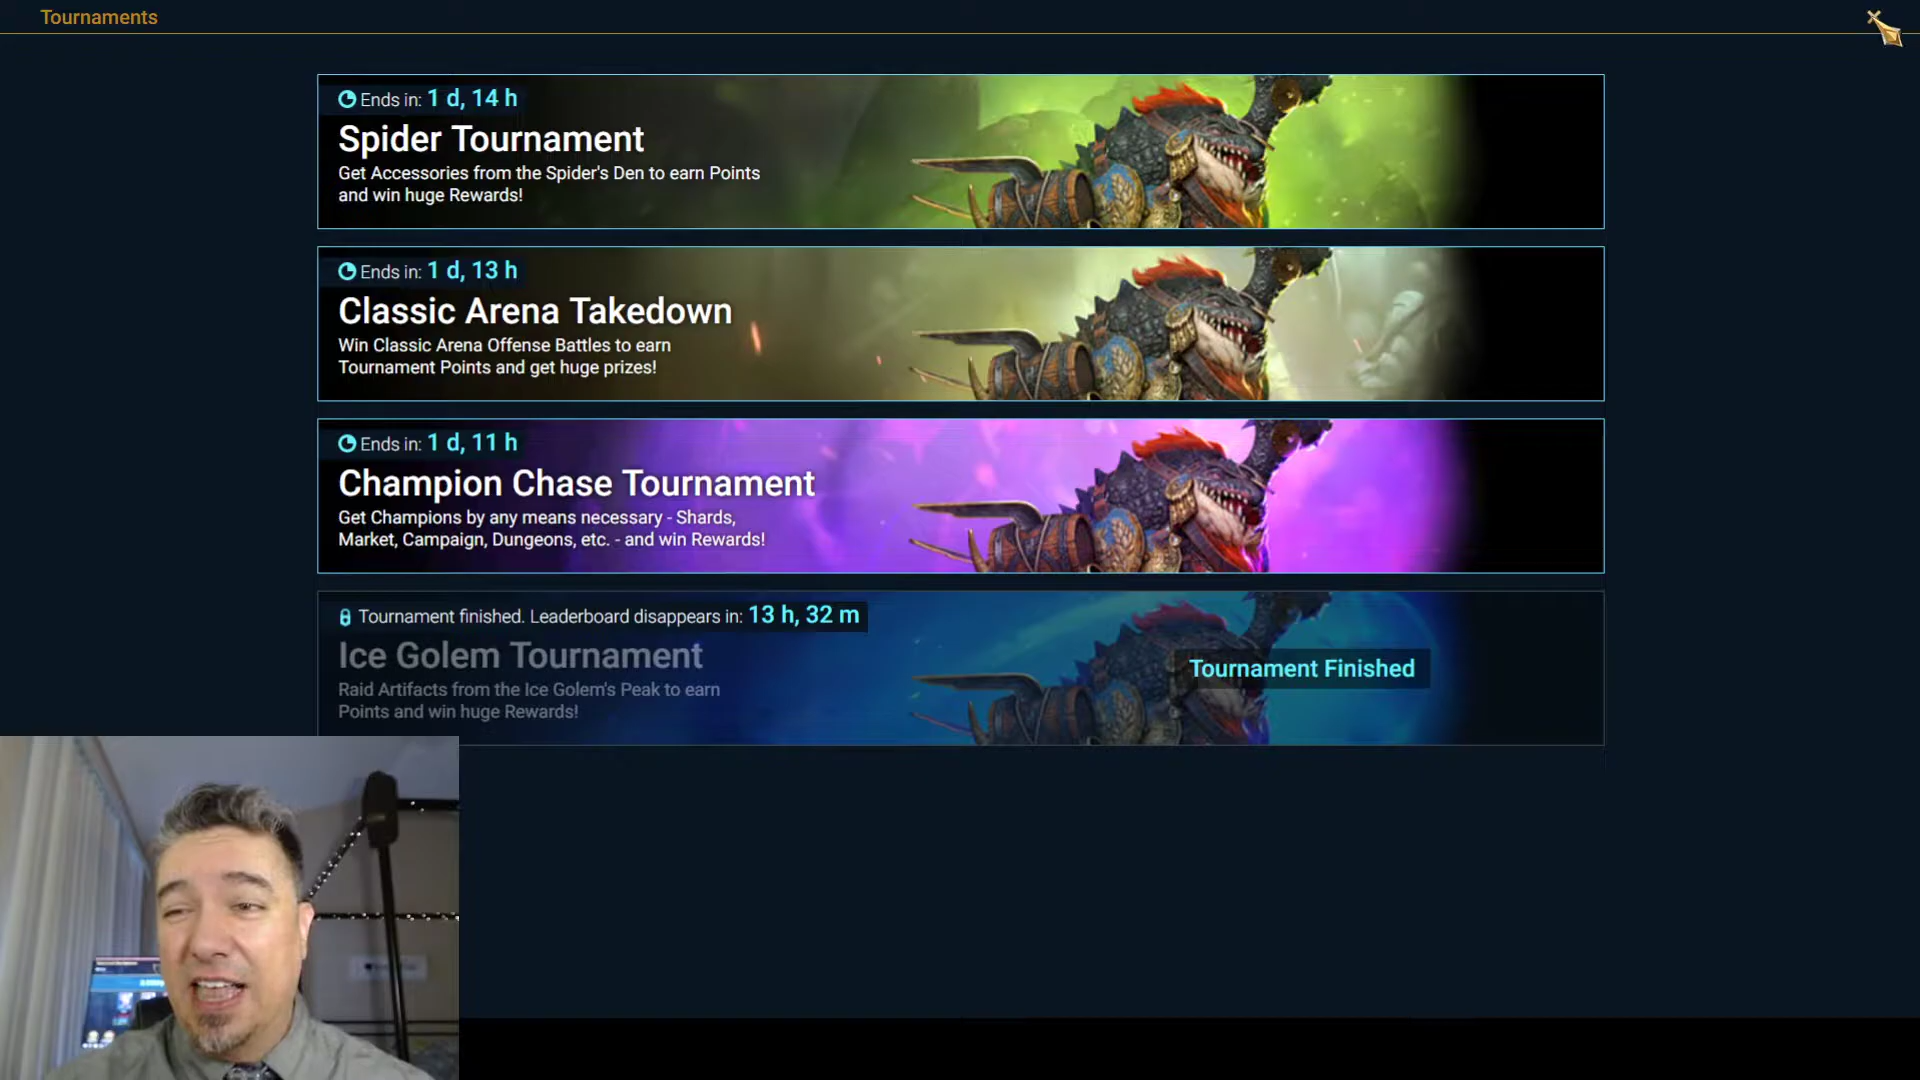 Tournaments
Ends in: 1 d, 14 h
Spider Tournament
Get Accessories from the Spider's Den to earn Points
and win huge Rewards!
Ends in: 1 d, 13 h
Classic Arena Takedown
Win Classic Arena Offense Battles to earn
Tournament Points and get huge prizes!
Ends in: 1 d, 11 h
Champion Chase Tournament
Get Champions by any means necessary - Shards,
Market, Campaign, Dungeons, etc. - and win Rewards!
Tournament finished. Leaderboard disappears in: 13 h, 32 m
Ice Golem Tournament
Raid Artifacts from the Ice Golem's Peak to earn
Points and win huge Rewards!
Tournament Finished